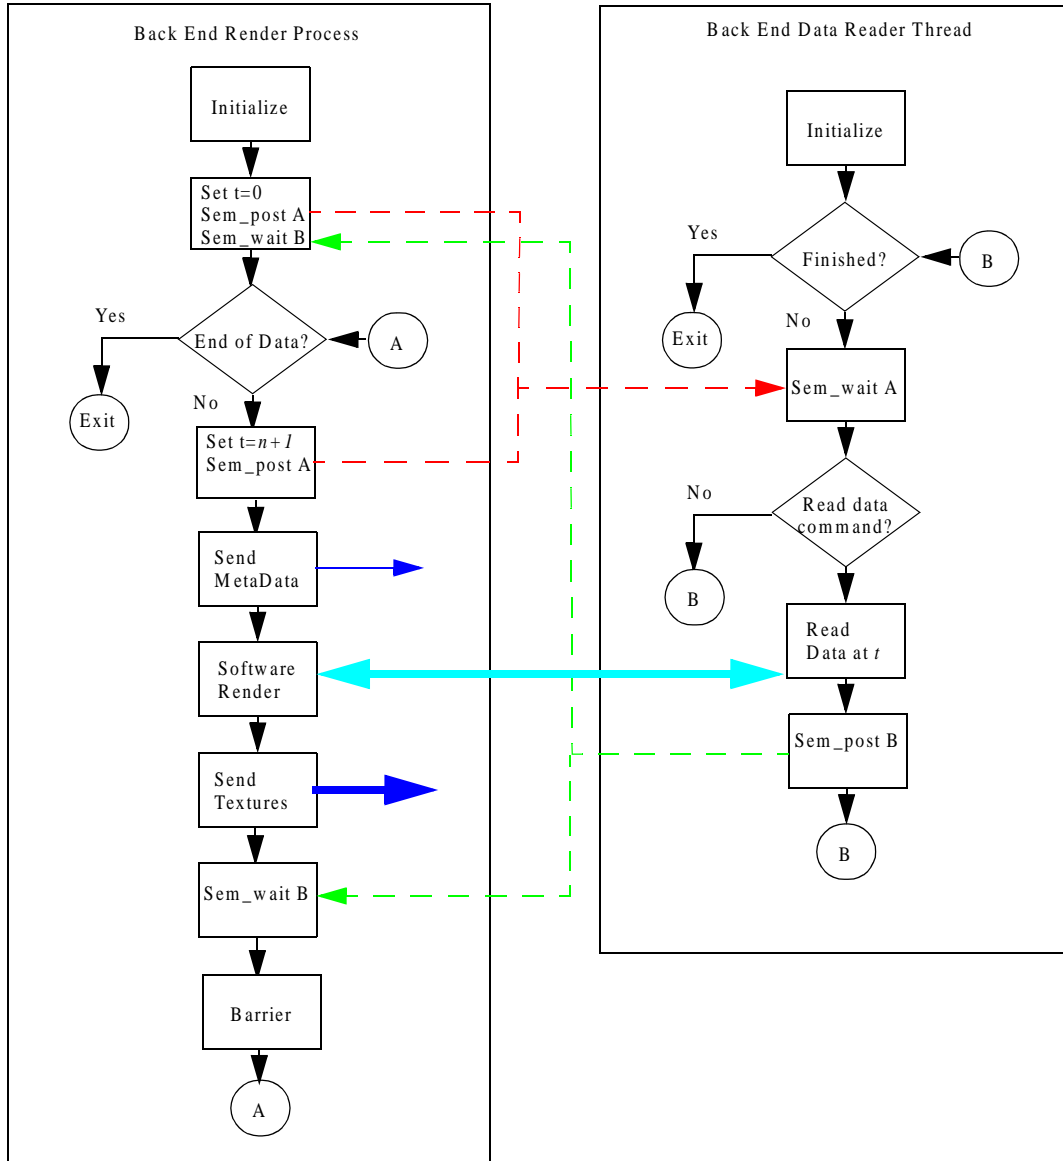 Back End Render Process
Initialize
Set t=0
Sem_post A
Sem_wait B
Yes
End of Data?
A
Exit
No
Set t=n+1
Sem_post A
Send
MetaData
Software
Render
Send
Textures
Sem_wait B
Barrier
A
Back End Data Reader Thread
Initialize
Yes
Finished?
B
Exit
No
Sem_wait A
No
Read data
command?
B
Read
Data at t
Sem_post B
B